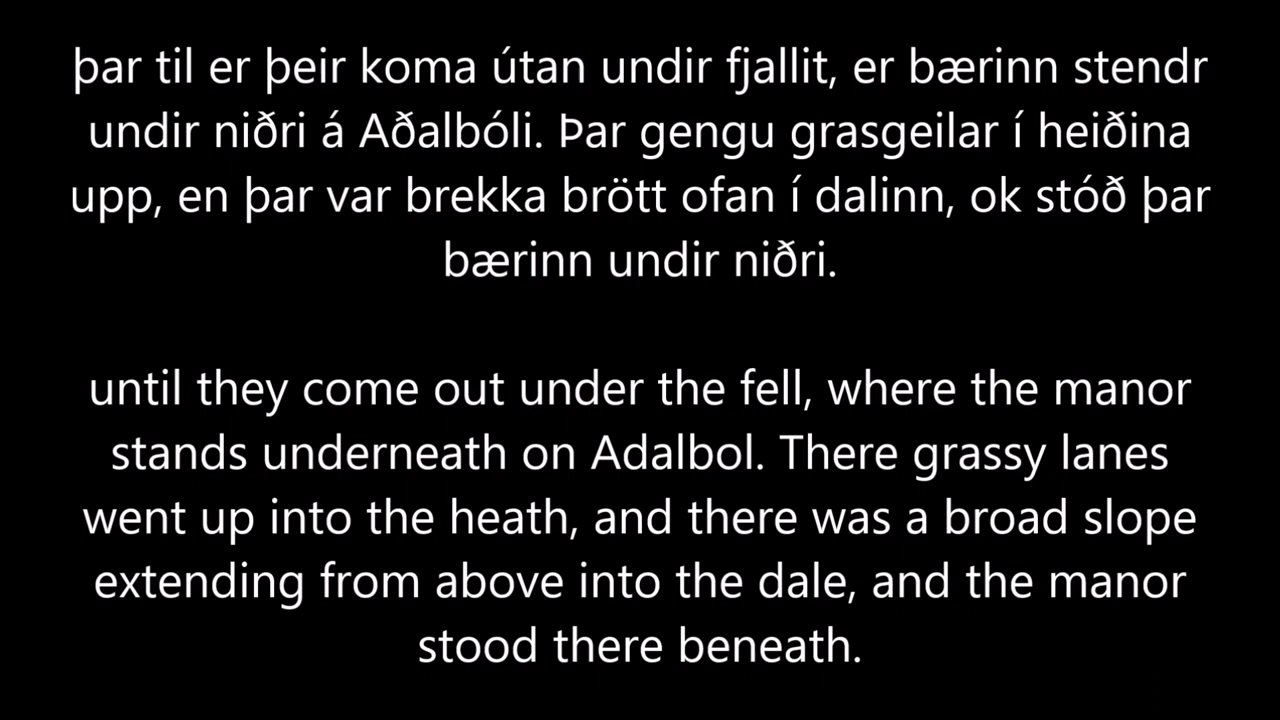 þar til er þeir koma útan undir fjallit, er bærinn stendr
undir niðri á Aðalbóli. Þar gengu grasgeilar í heiðina
upp, en þar var brekka brött ofan í dalinn, ok stóð þar
bærinn undir niðri.
until they come out under the fell, where the manor
stands underneath on Adalbol. There grassy lanes
went up into the heath, and there was a broad slope
extending from above into the dale, and the manor
stood there beneath.